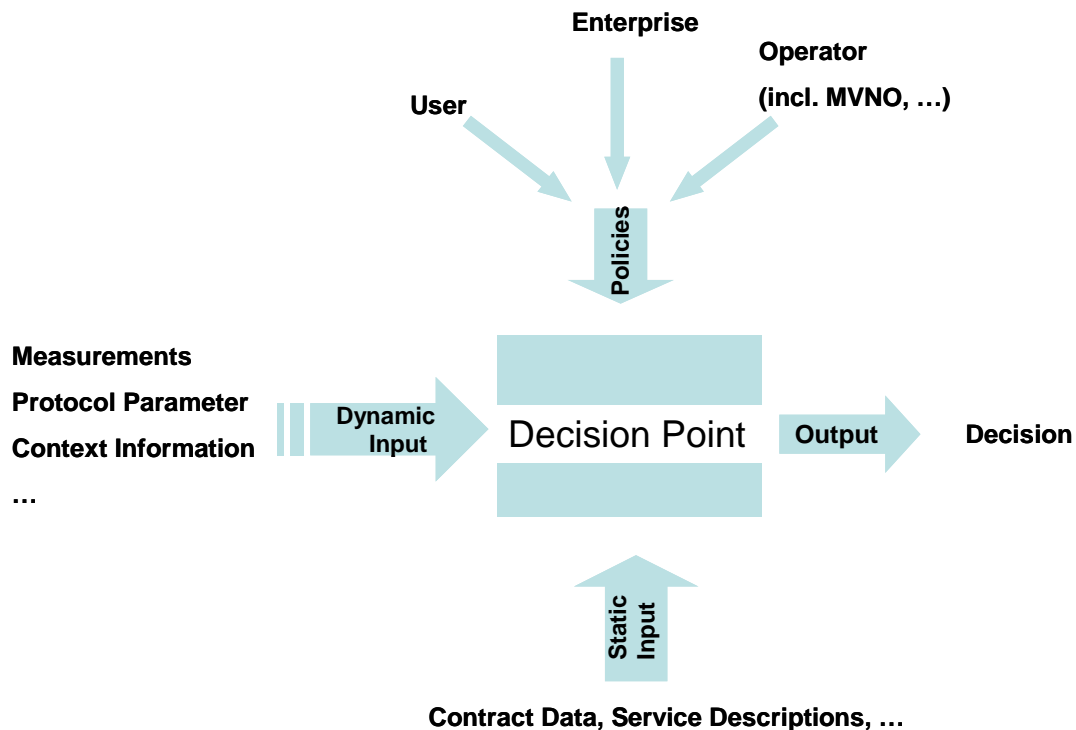 Enterprise
Operator
(incl. MVNO, …)
User
Policies
Measurements
Protocol Parameter
Context Information
…
Dynamic
Input
Decision Point
Output
Decision
Static
Input
Contract Data, Service Descriptions, …